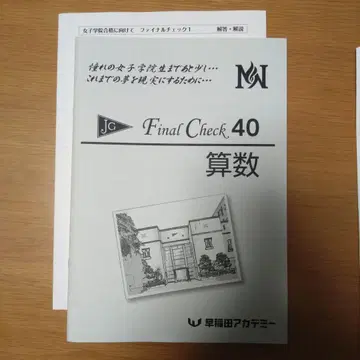 女子学院合格に向けて ファイナルチェック1 解答・解説
憧れの女子学院生まであと少し…
これまでの夢を現実にするために…
NN
JG Final Check 40
算数
早稲田アカデミー